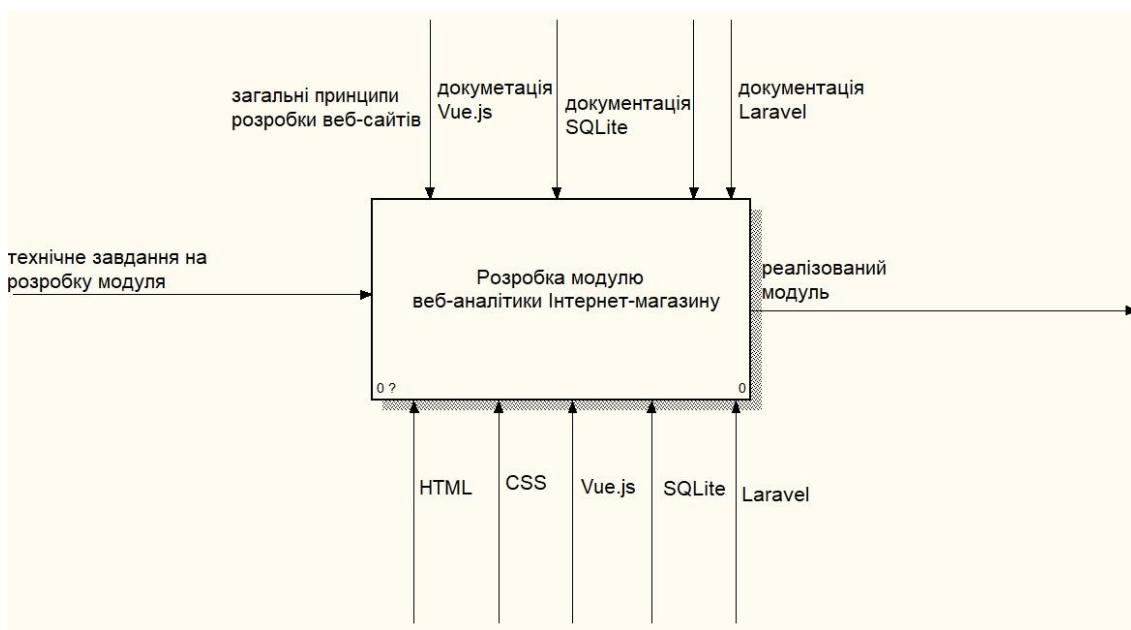 загальні принципи
розробки веб-сайтів
докуметація
Vue.js
документація
SQLite
документація
Laravel
технічне завдання на
розробку модуля
Розробка модулю
веб-аналітики Інтернет-магазину
0 ?
0
реалізований
модуль
HTML
CSS
Vue.js
SQLite
Laravel